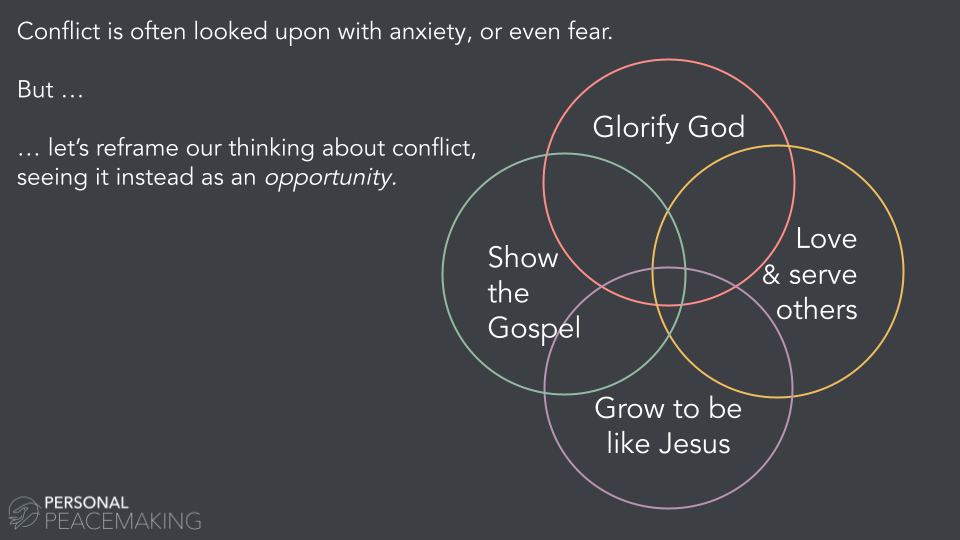 Conflict is often looked upon with anxiety, or even fear.
But …
… let’s reframe our thinking about conflict,
seeing it instead as an opportunity.
Glorify God
Love
& serve
others
Show
the
Gospel
Grow to be
like Jesus
PERSONAL
PEACEMAKING